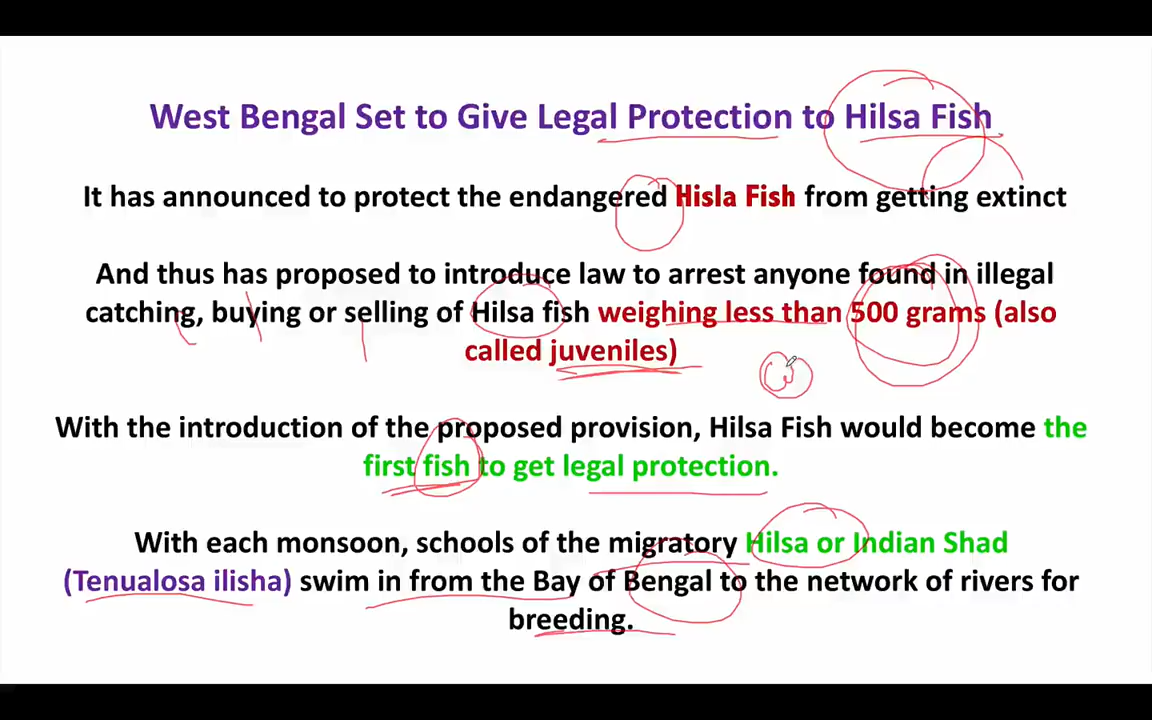 West Bengal Set to Give Legal Protection to Hilsa Fish
It has announced to protect the endangered Hisla Fish from getting extinct
And thus has proposed to introduce law to arrest anyone found in illegal
catching, buying or selling of Hilsa fish weighing less than 500 grams (also
called juveniles)
With the introduction of the proposed provision, Hilsa Fish would become the
first fish to get legal protection.
With each monsoon, schools of the migratory Hilsa or Indian Shad
(Tenualosa ilisha) swim in from the Bay of Bengal to the network of rivers for
breeding.